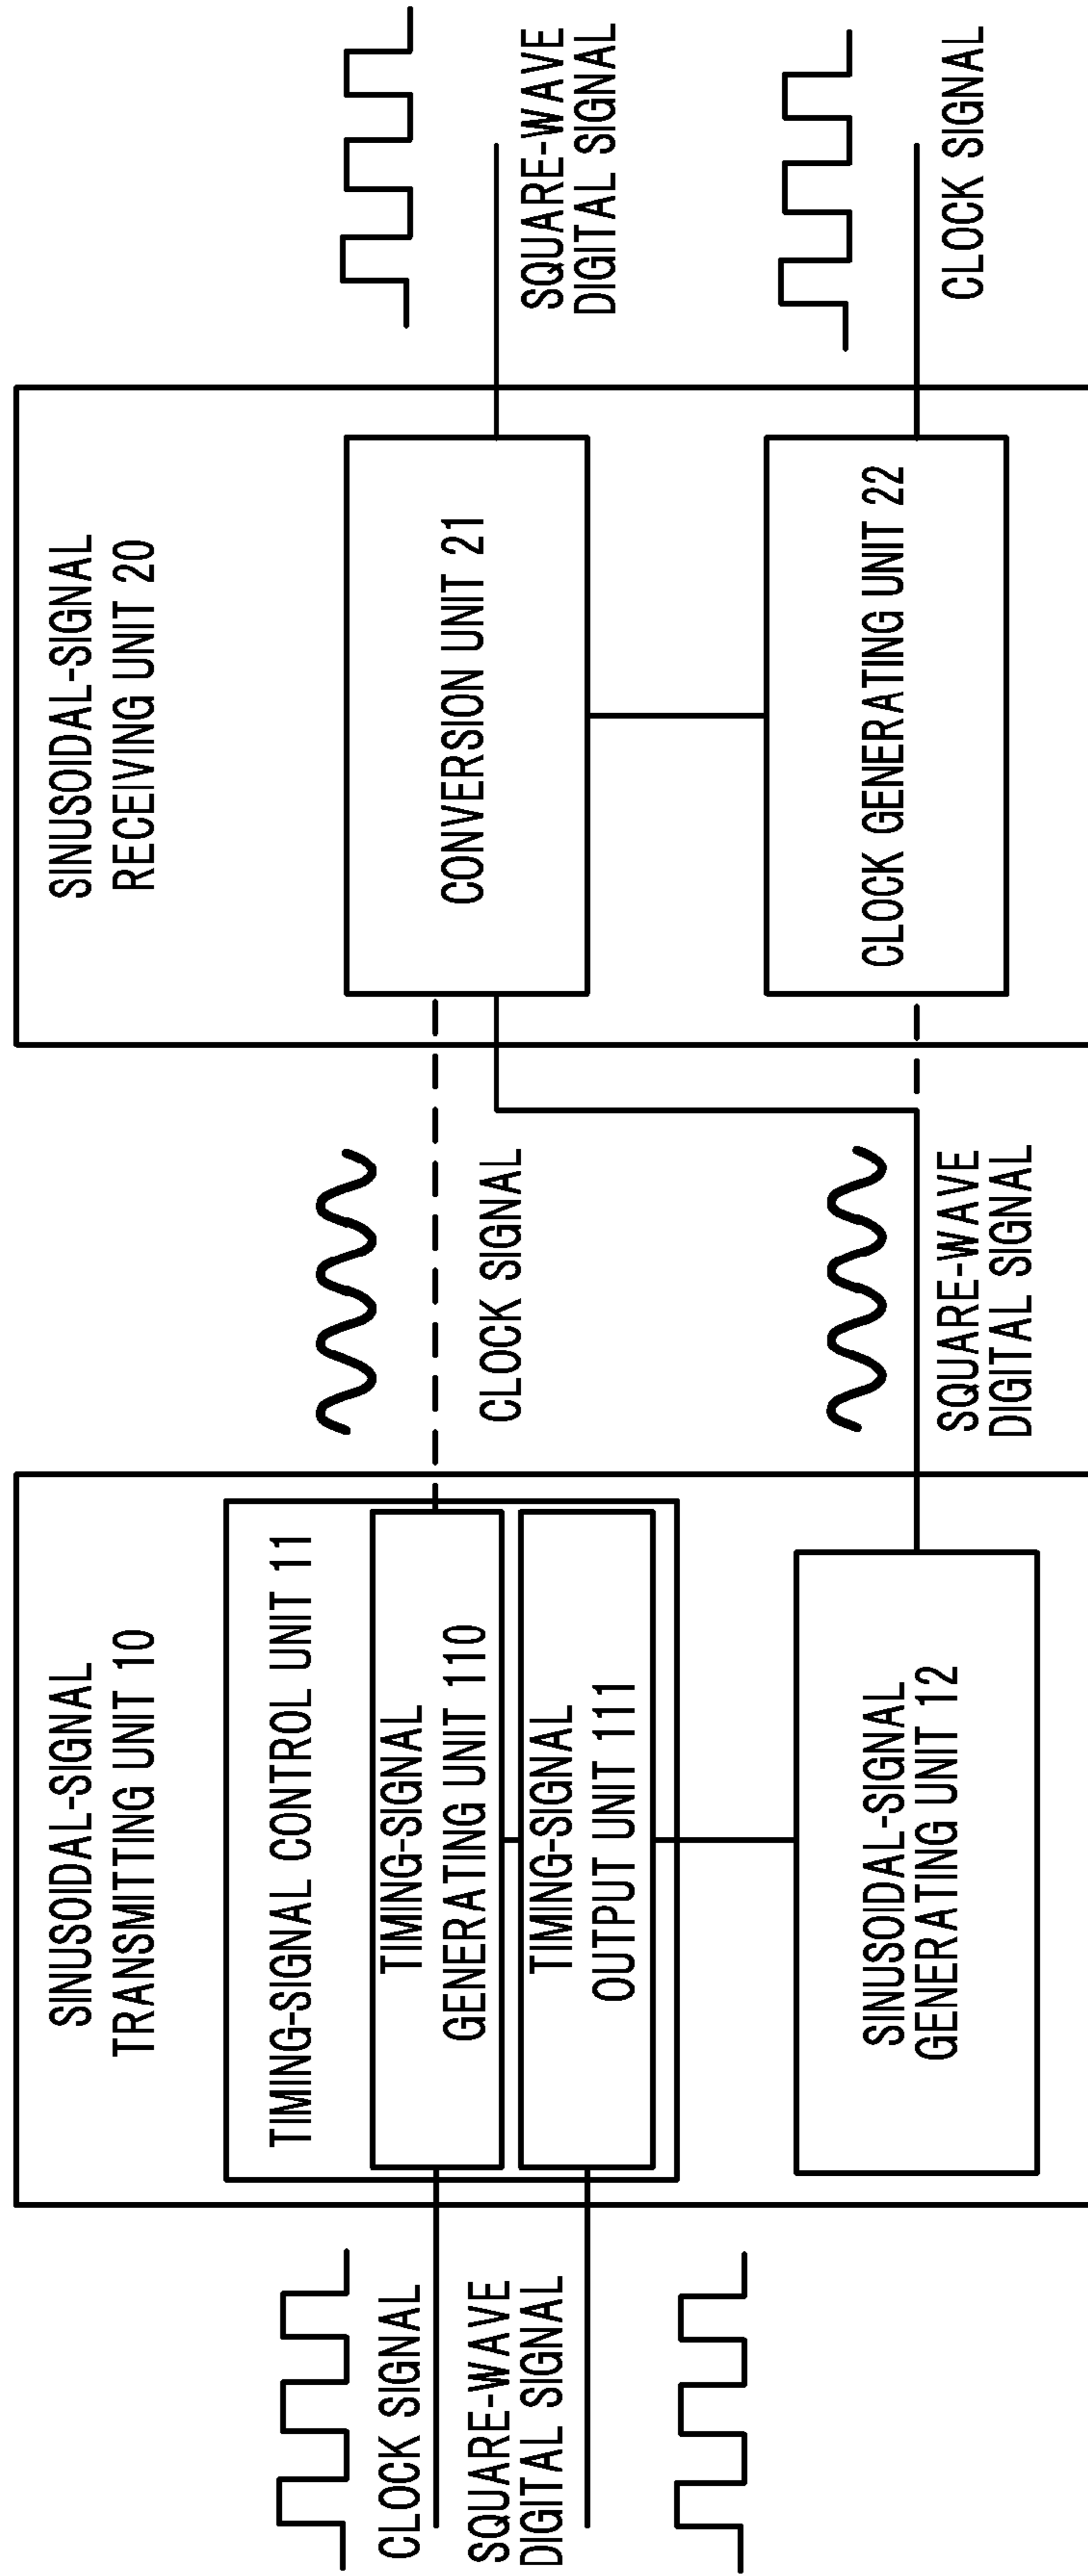 CLOCK SIGNAL
SQUARE-WAVE
DIGITAL SIGNAL
SINUSOIDAL-SIGNAL
TRANSMITTING UNIT 10
TIMING-SIGNAL CONTROL UNIT 11
TIMING-SIGNAL
GENERATING UNIT 110
TIMING-SIGNAL
OUTPUT UNIT 111
SINUSOIDAL-SIGNAL
GENERATING UNIT 12
CLOCK SIGNAL
SQUARE-WAVE
DIGITAL SIGNAL
SINUSOIDAL-SIGNAL
RECEIVING UNIT 20
CONVERSION UNIT 21
CLOCK GENERATING UNIT 22
SQUARE-WAVE
DIGITAL SIGNAL
CLOCK SIGNAL